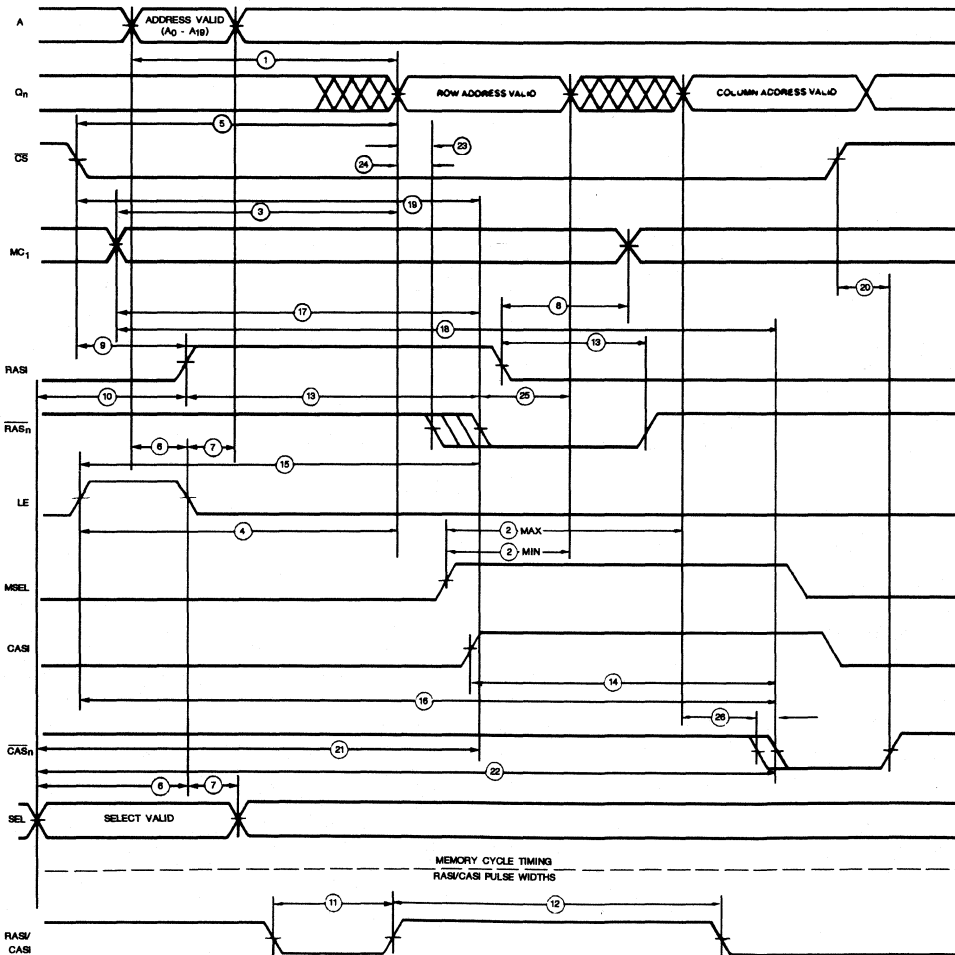 A
ADDRESS VALID
(A0 - A19)
1
Qn
ROW ADDRESS VALID
COLUMN ADDRESS VALID
5
23
CS
24
19
3
MC1
20
8
17
18
9
13
RASI
10
13
25
RASn
6
7
15
LE
4
2 MAX
2 MIN
MSEL
CASI
14
16
26
CASn
21
22
6
7
SEL
SELECT VALID
MEMORY CYCLE TIMING
RASI/CASI PULSE WIDTHS
11
12
RASI/
CASI